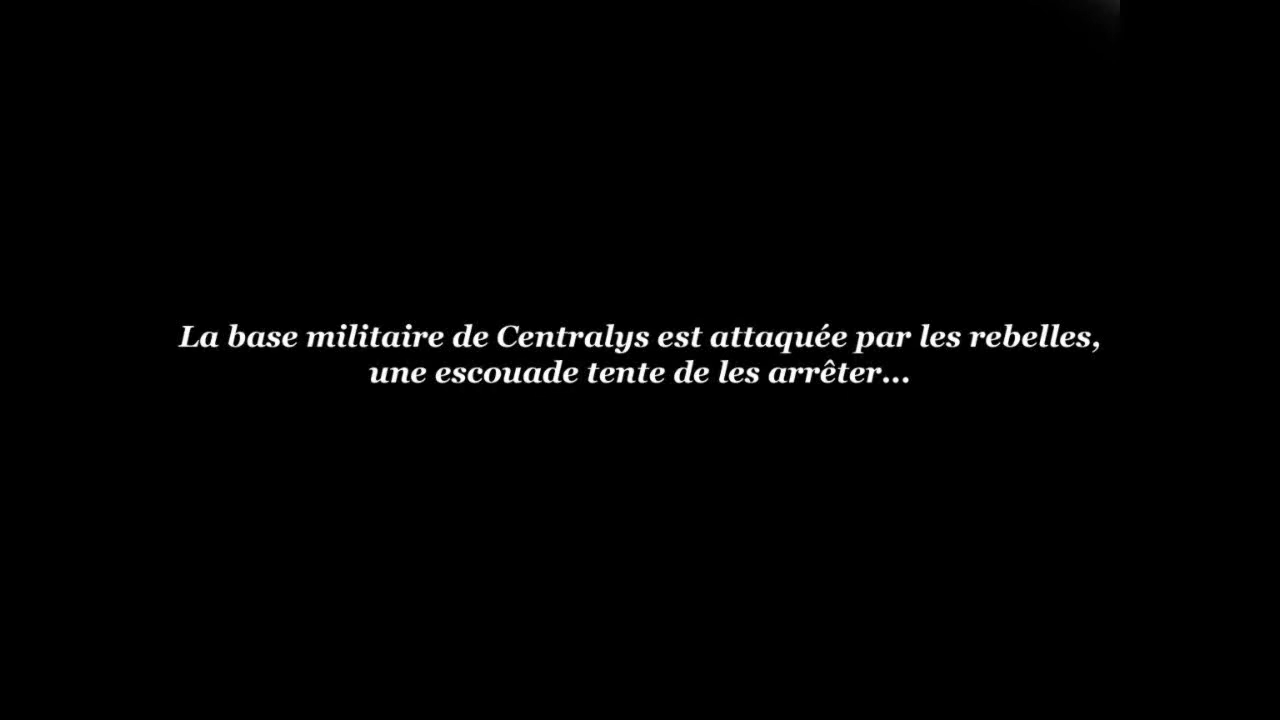 La base militaire de Centralys est attaquée par les rebelles,
une escouade tente de les arrêter...